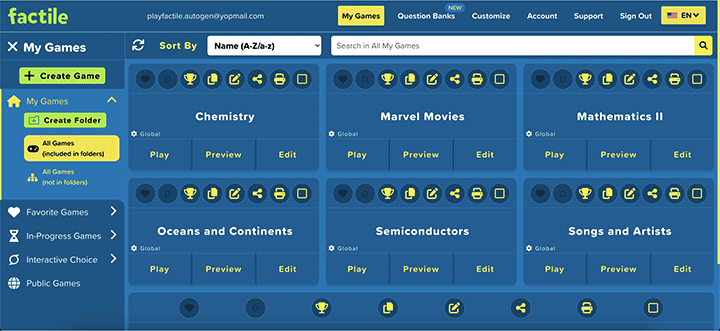 factile
playfactile.autogen@yopmail.com
My Games
Question Banks
NEW
Customize
Account
Support
Sign Out
EN
My Games
Sort By
Name (A-Z/a-z)
Search in All My Games
Create Game
My Games
Create Folder
All Games
(included in folders)
All Games
(not in folders)
Favorite Games
In-Progress Games
Interactive Choice
Public Games
D
Chemistry
Global
Play Preview Edit
D
Marvel Movies
Global
Play Preview Edit
D
Mathematics II
Global
Play Preview Edit
D
Oceans and Continents
Global
Play Preview Edit
D
Semiconductors
Global
Play Preview Edit
D
Songs and Artists
Global
Play Preview Edit
D